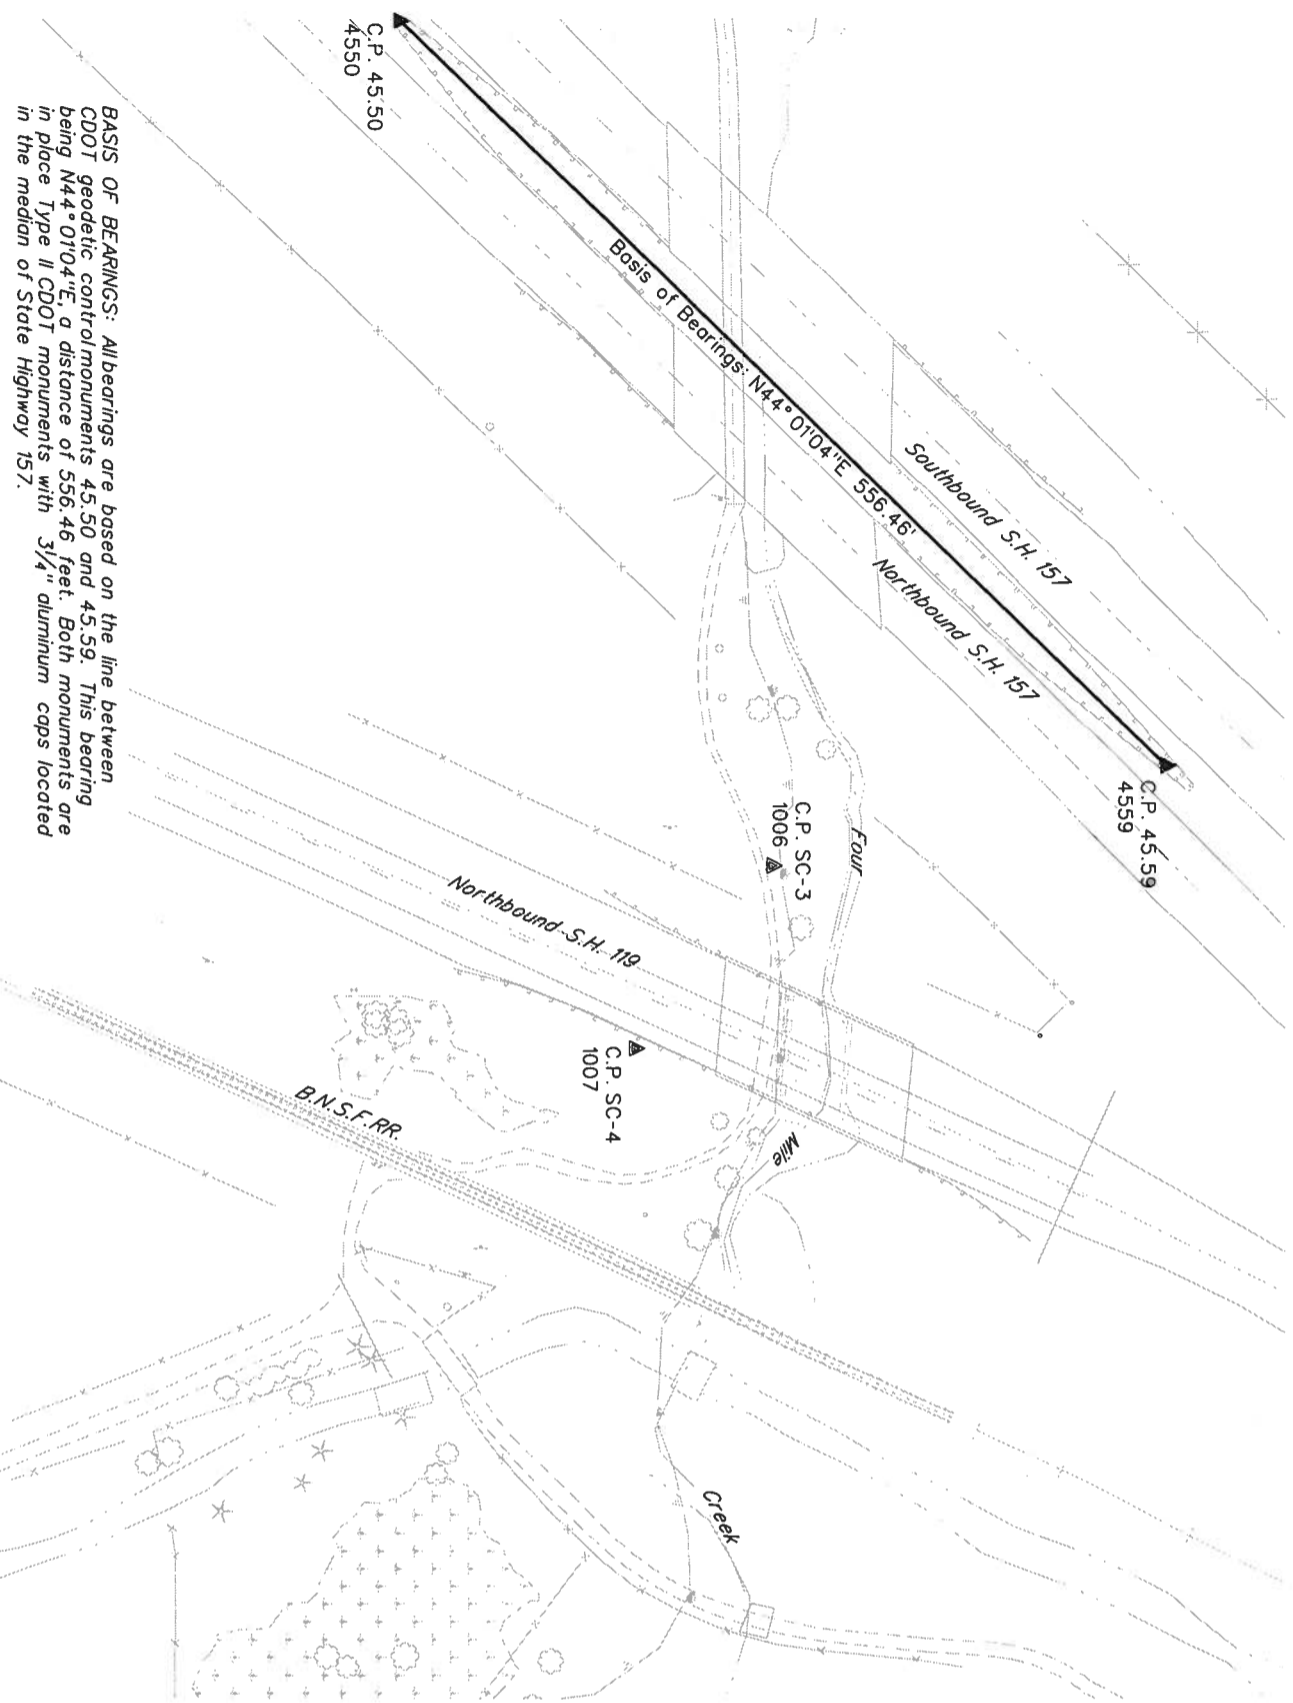 C.P. 45.50
4550
Basis of Bearings: N44°01'04"E 556.46'
Southbound S.H. 157
Northbound S.H. 157
C.P. 45.59
4559
C.P. SC-3
1006
Four
Northbound S.H. 119
C.P. SC-4
1007
Mile
B.N.S.F.RR.
Creek
BASIS OF BEARINGS: All bearings are based on the line between
CDOT geodetic control monuments 45.50 and 45.59. This bearing
being N44°01'04"E, a distance of 556.46 feet. Both monuments are
in place Type II CDOT monuments with 3¼" aluminum caps located
in the median of State Highway 157.